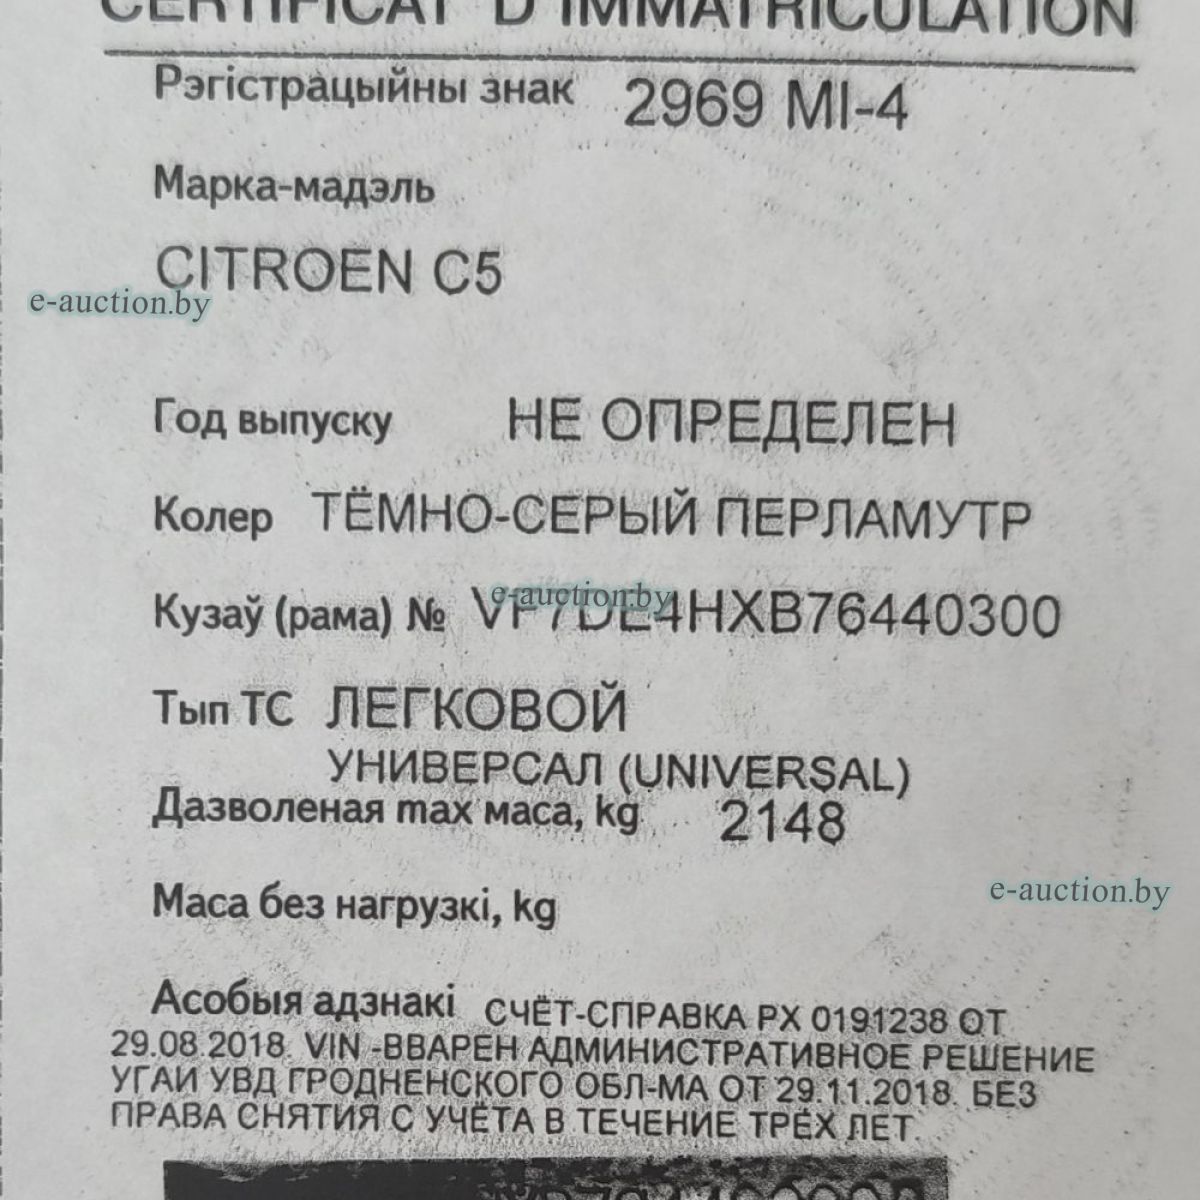 CERTIFICAT D'IMMATRICULATION
Рэгістрацыйны знак 2969 MI-4
Марка-мадэль
CITROEN C5
e-auction.by
Год выпуску НЕ ОПРЕДЕЛЕН
Колер ТЁМНО-СЕРЫЙ ПЕРЛАМУТР
e-auction.by
Кузаў (рама) № VF7DE4HXB76440300
Тып ТС ЛЕГКОВОЙ
УНИВЕРСАЛ (UNIVERSAL)
Дазволеная max маса, kg 2148
e-auction.by
Маса без нагрузкі, kg
Асобыя адзнакі СЧЁТ-СПРАВКА РХ 0191238 ОТ
29.08.2018. VIN -ВВАРЕН АДМИНИСТРАТИВНОЕ РЕШЕНИЕ
УГАИ УВД ГРОДНЕНСКОГО ОБЛ-МА ОТ 29.11.2018. БЕЗ
ПРАВА СНЯТИЯ С УЧЁТА В ТЕЧЕНИЕ ТРЁХ ЛЕТ.